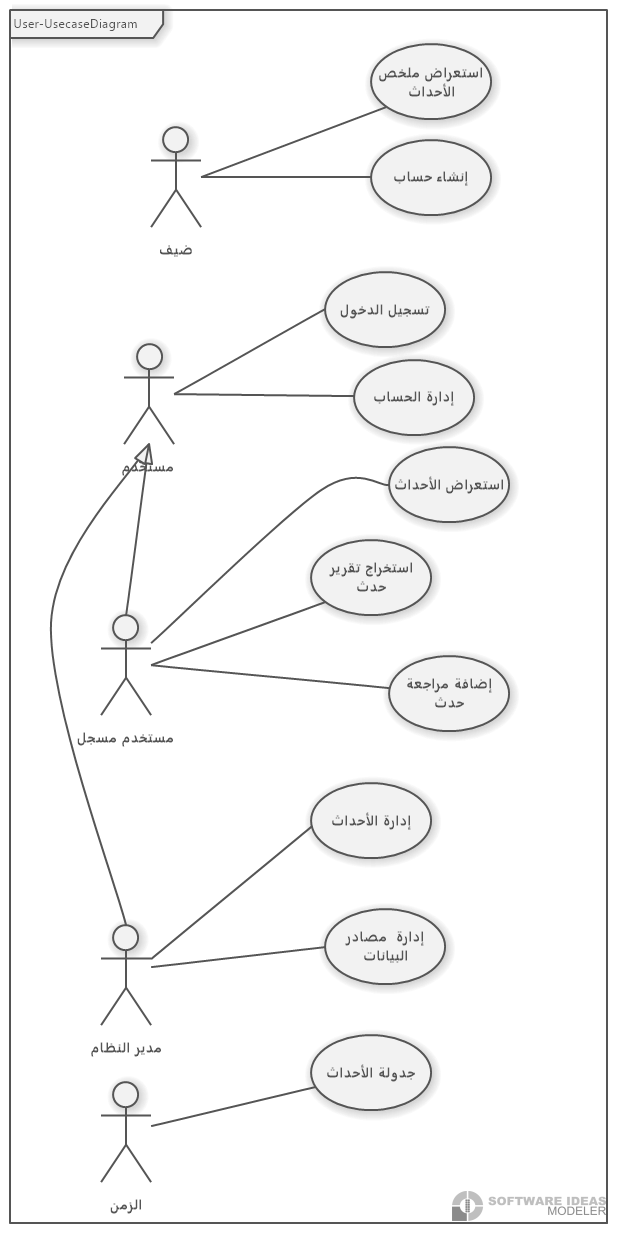 User-UsecaseDiagram
استعراض ملخص
الأحداث
إنشاء حساب
ضيف
تسجيل الدخول
إدارة الحساب
مستخدم
استعراض الأحداث
استخراج تقرير
حدث
إضافة مراجعة
حدث
مستخدم مسجل
إدارة الأحداث
إدارة مصادر
البيانات
مدير النظام
جدولة الأحداث
الزمن
SOFTWARE IDEAS
MODELER